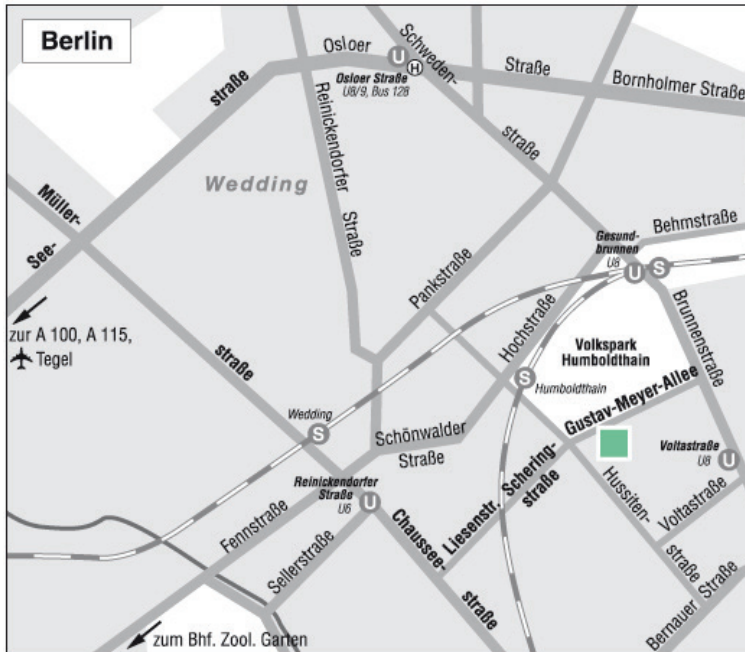 Berlin
Osloer
U
H
Schweden-
Straße
Bornholmer Straße
Osloer Straße
U8/9, Bus 128
Reinickendorfer
Straße
straße
See-
Müller-
straße
Wedding
straße
Behmstraße
Gesund-
brunnen
U8
U
S
Pankstraße
Hochstraße
Brunnenstraße
zur A 100, A 115,
Tegel
Volkspark
Humboldthain
S
Humboldthain
Gustav-Meyer-Allee
Wedding
S
Schönwalder
Straße
Voltastraße
U8
U
Reinickendorfer
Straße
U6
U
Liesenstr.
Schering-
straße
Hussiten-
straße
Voltastraße
Fennstraße
Sellerstraße
Chaussee-
straße
Bernauer Straße
zum Bhf. Zool. Garten